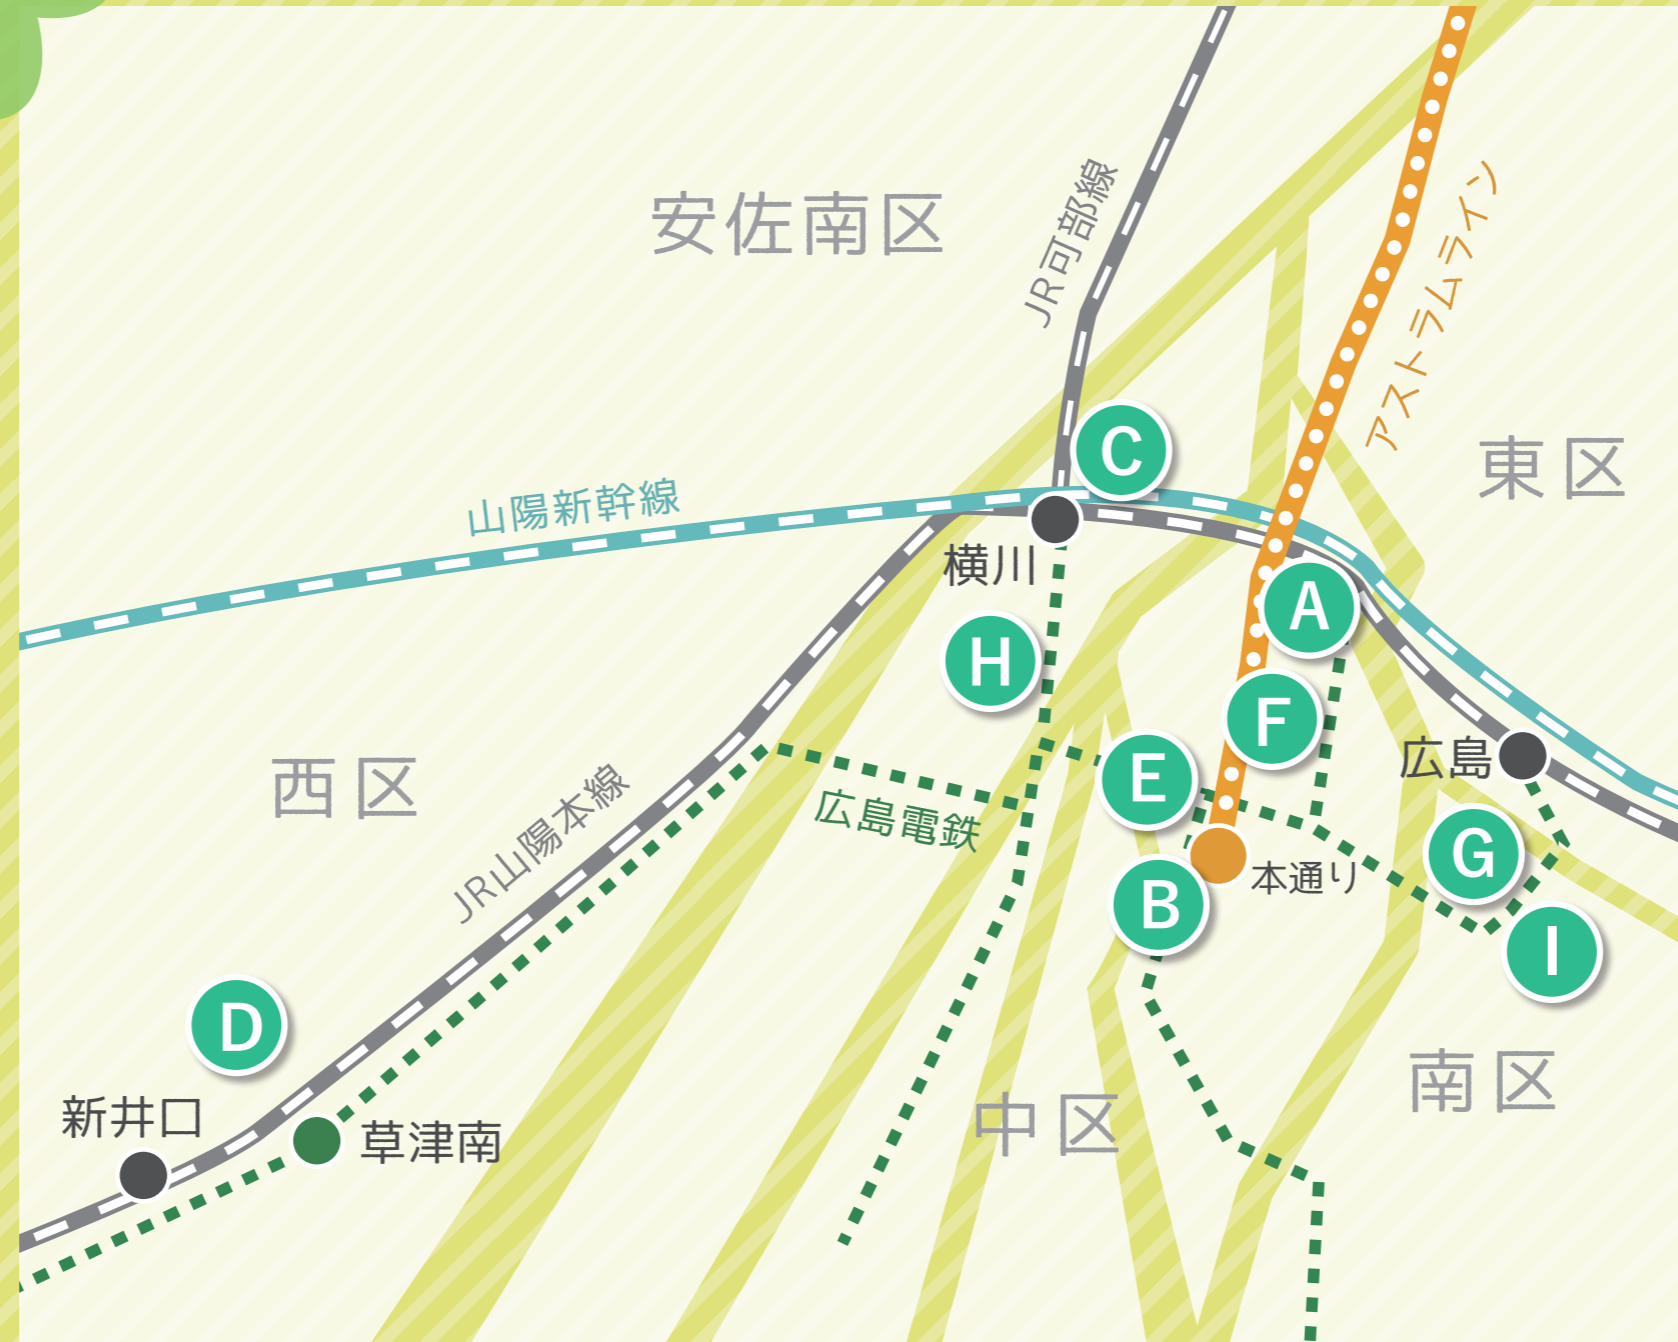 安佐南区
JR可部線
アストラムライン
東区
C
山陽新幹線
横川
A
H
F
広島
西区
E
広島電鉄
JR山陽本線
本通り
G
B
I
D
南区
中区
新井口
草津南